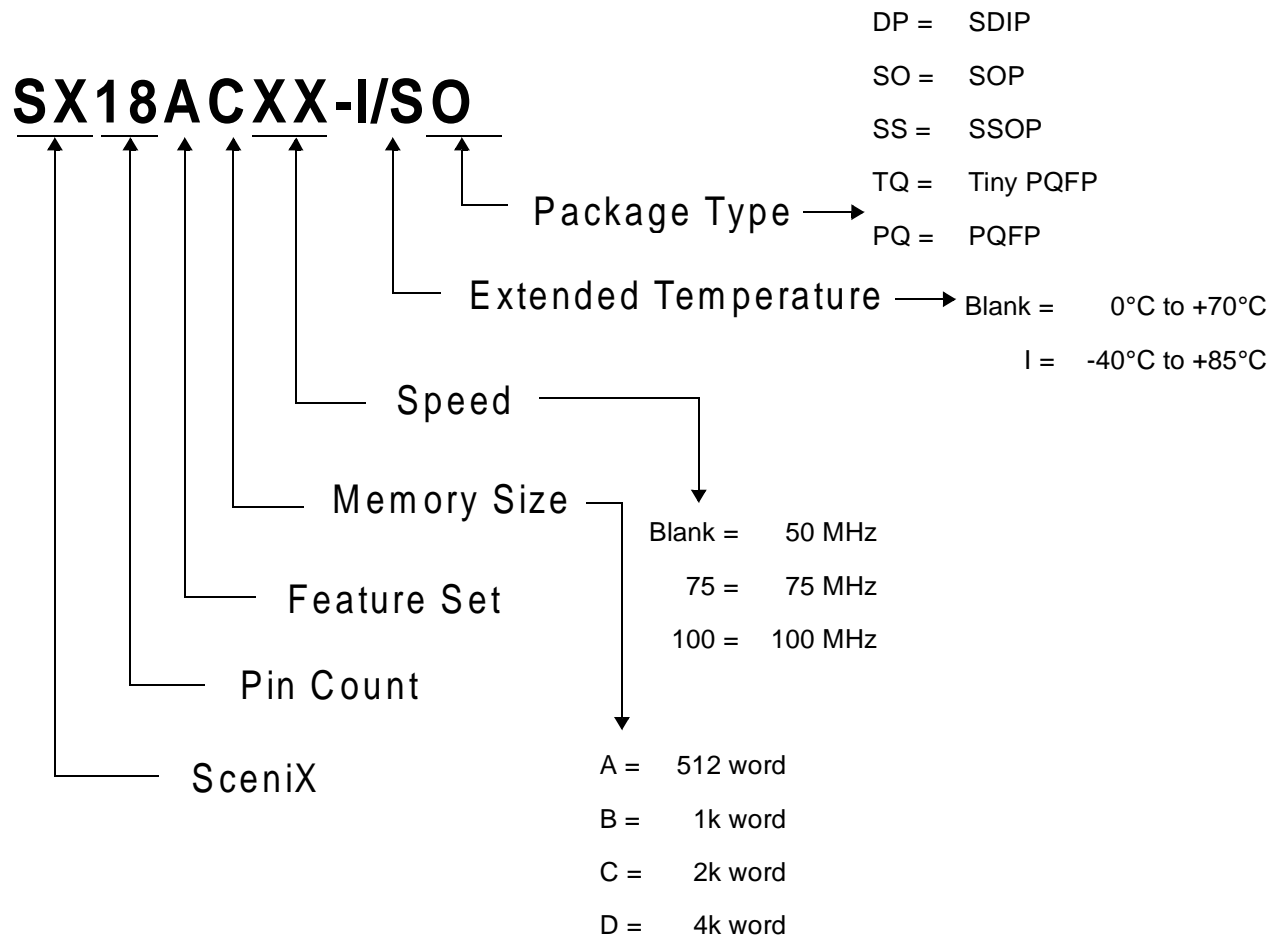 SX18ACXX-I/SO
DP = SDIP
SO = SOP
SS = SSOP
TQ = Tiny PQFP
PQ = PQFP
Package Type
Extended Temperature
Blank = 0°C to +70°C
I = -40°C to +85°C
Speed
Blank = 50 MHz
75 = 75 MHz
100 = 100 MHz
Memory Size
A = 512 word
B = 1k word
C = 2k word
D = 4k word
Feature Set
Pin Count
SceniX